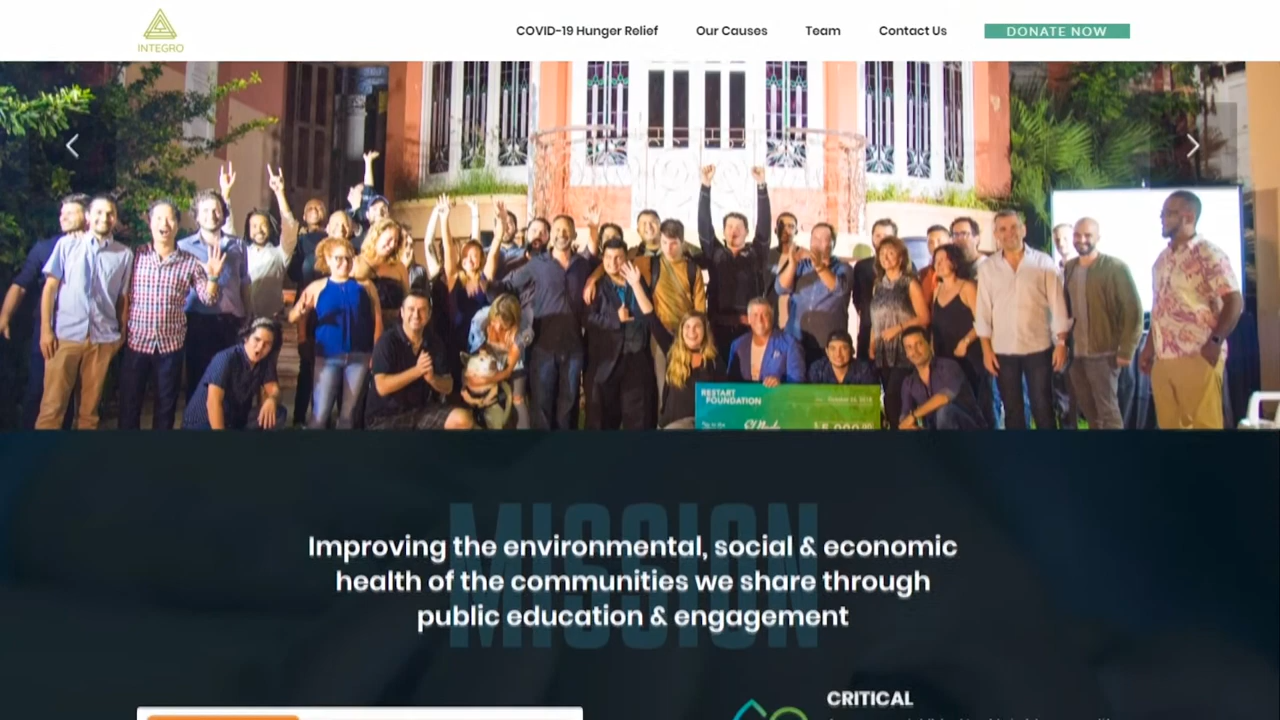 INTEGRO
COVID-19 Hunger Relief
Our Causes
Team
Contact Us
DONATE NOW
RESTART
FOUNDATION
MISSION
Improving the environmental, social & economic
health of the communities we share through
public education & engagement
CRITICAL